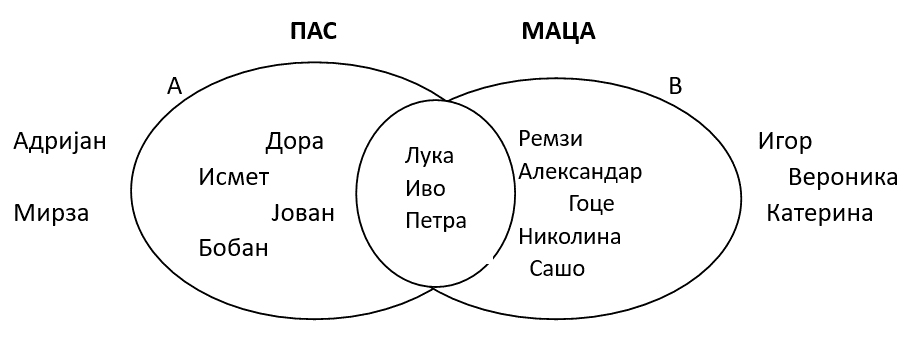 ПАС МАЦА
А В
Адријан
Мирза
Дора
Исмет
Јован
Бобан
Лука
Иво
Петра
Ремзи
Александар
Гоце
Николина
Сашо
Игор
Вероника
Катерина